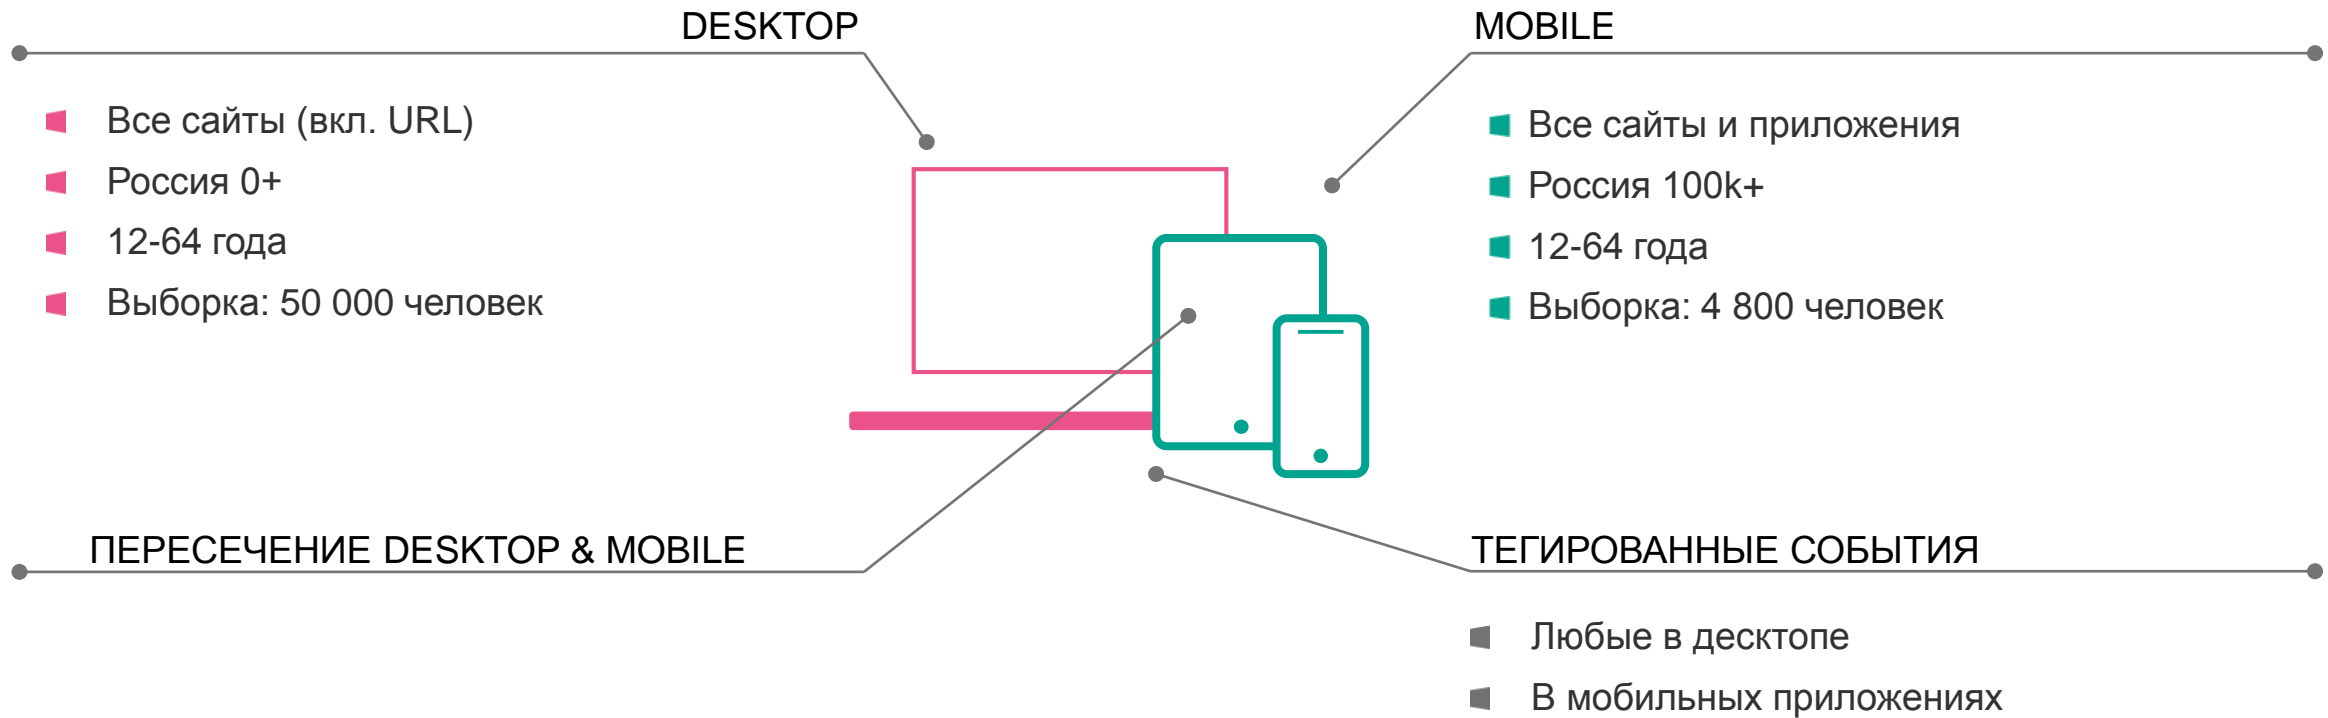 DESKTOP
Все сайты (вкл. URL)
Россия 0+
12-64 года
Выборка: 50 000 человек
MOBILE
Все сайты и приложения
Россия 100k+
12-64 года
Выборка: 4 800 человек
ПЕРЕСЕЧЕНИЕ DESKTOP & MOBILE
ТЕГИРОВАННЫЕ СОБЫТИЯ
Любые в десктопе
В мобильных приложениях